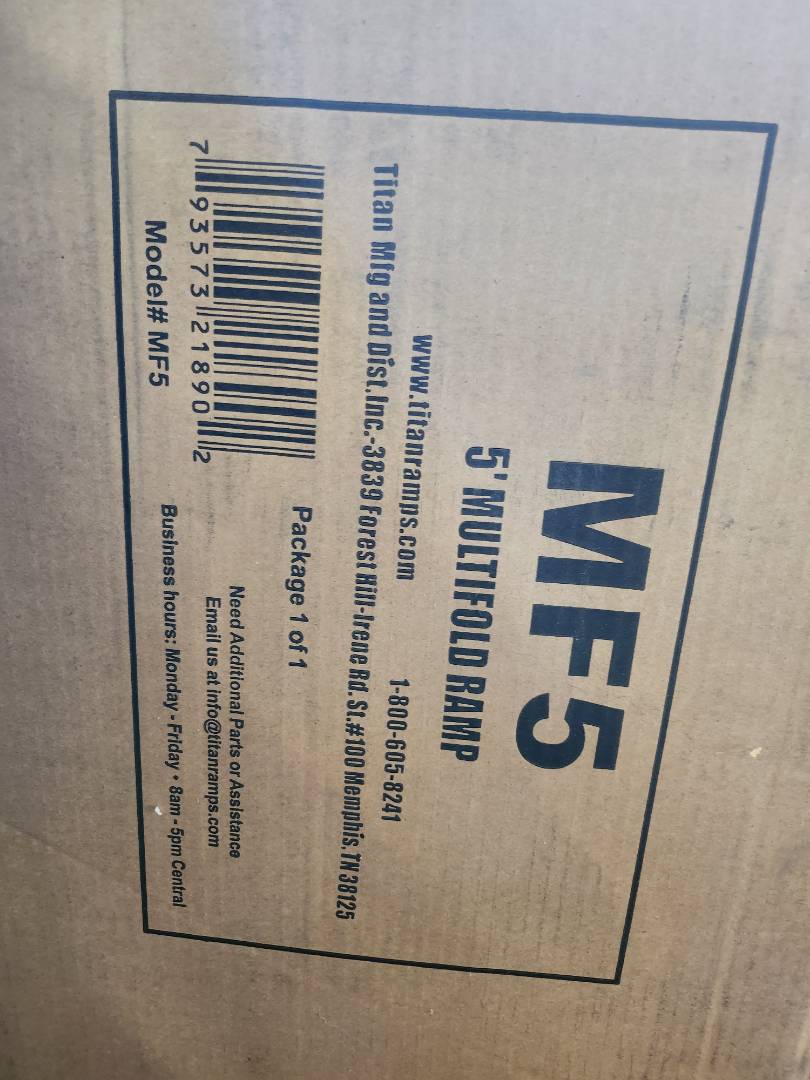 MF5
5' MULTIFOLD RAMP
www.titanramps.com 1-800-605-8241
Titan Mfg and Dist.Inc.-3839 Forest Hill-Irene Rd. St.#100 Memphis,TN 38125
Package 1 of 1
7 93573 21890 2
Model# MF5
Need Additional Parts or Assistance
Email us at info@titanramps.com
Business hours: Monday - Friday • 8am - 5pm Central